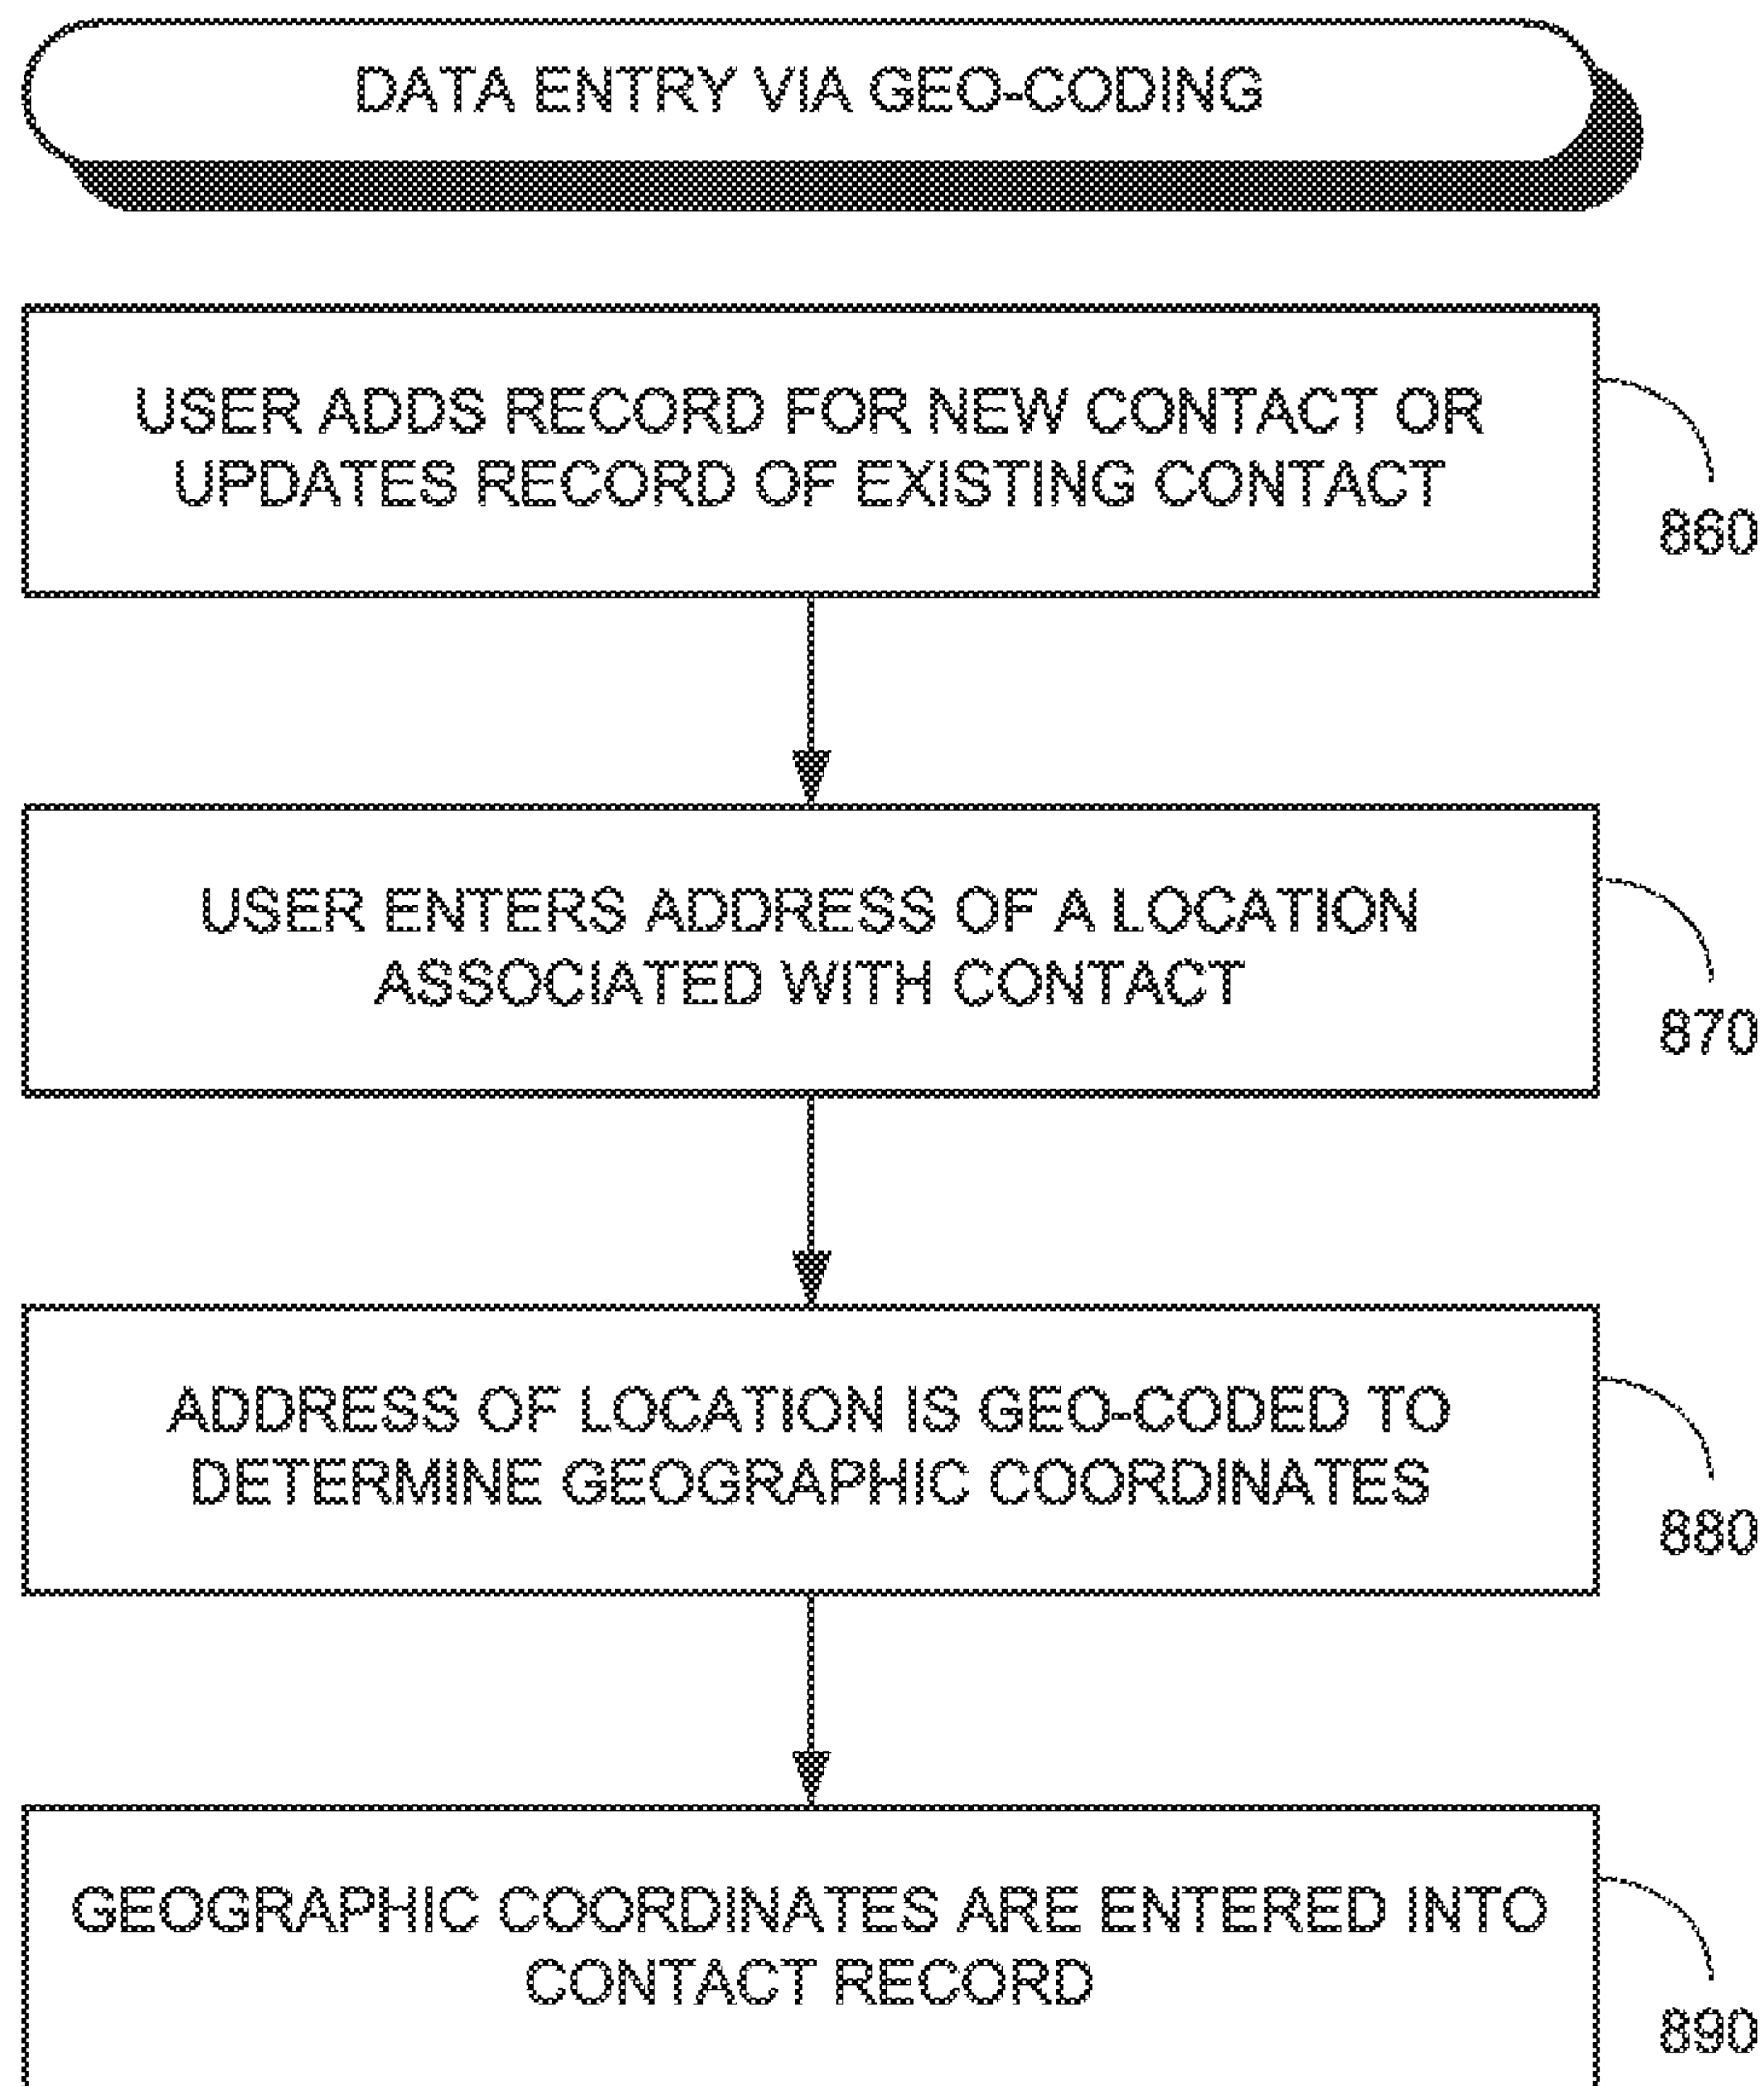 DATA ENTRY VIA GEO-CODING
USER ADDS RECORD FOR NEW CONTACT OR
UPDATES RECORD OF EXISTING CONTACT
860
USER ENTERS ADDRESS OF A LOCATION
ASSOCIATED WITH CONTACT
870
ADDRESS OF LOCATION IS GEO-CODED TO
DETERMINE GEOGRAPHIC COORDINATES
880
GEOGRAPHIC COORDINATES ARE ENTERED INTO
CONTACT RECORD
890